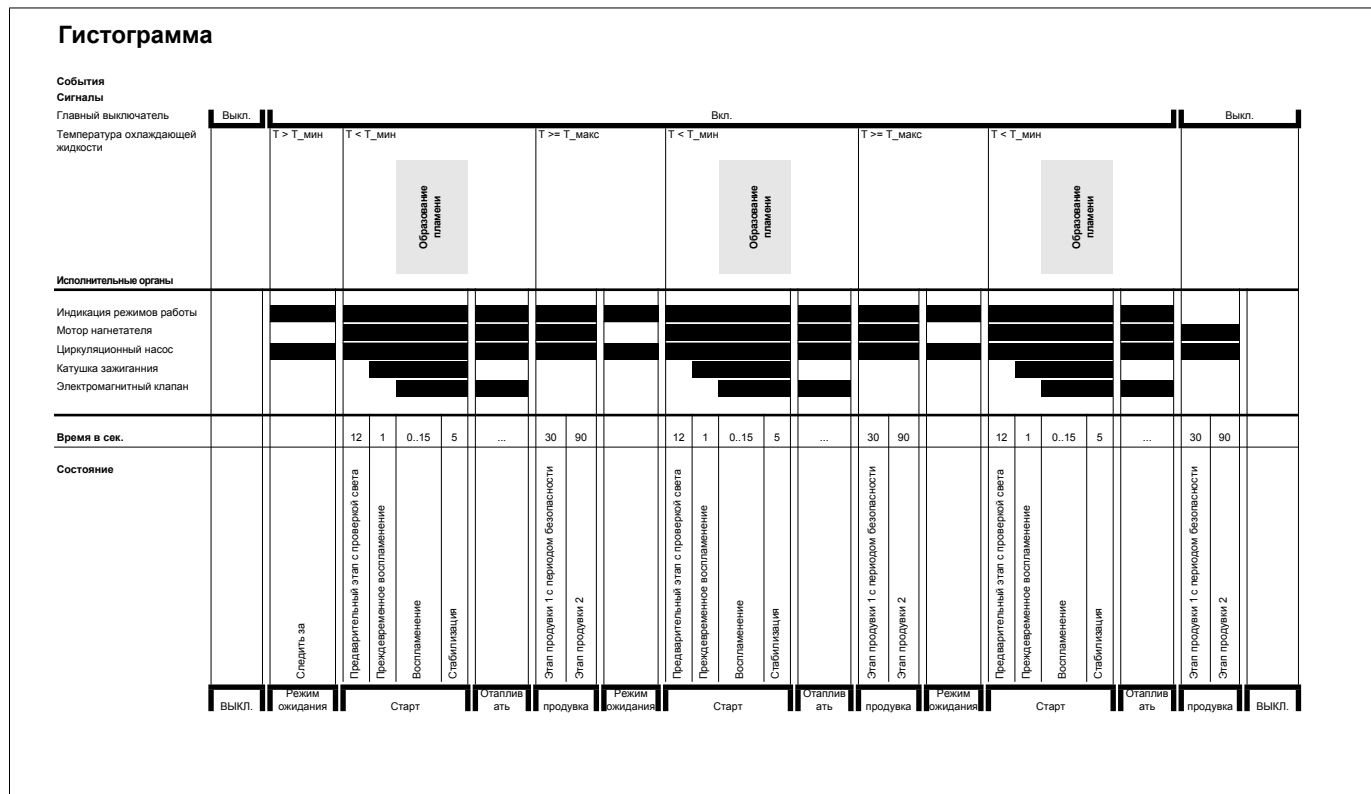 Гистограмма
События
Сигналы
Главный выключатель Выкл. Вкл. Выкл.
Температура охлаждающей T > T_мин T < T_мин T >= T_макс T < T_мин T >= T_макс T < T_мин
жидкости
Образование
пламени
Образование
пламени
Образование
пламени
Исполнительные органы
Индикация режимов работы
Мотор нагнетателя
Циркуляционный насос
Катушка зажиганния
Электромагнитный клапан
Время в сек. 12 1 0..15 5 ... 30 90 12 1 0..15 5 ... 30 90 12 1 0..15 5 ... 30 90
Состояние
Следить за
Предварительный этап с проверкой света
Преждевременное воспламенение
Воспламенение
Стабилизация
Этап продувки 1 с периодом безопасности
Этап продувки 2
Предварительный этап с проверкой света
Преждевременное воспламенение
Воспламенение
Стабилизация
Этап продувки 1 с периодом безопасности
Этап продувки 2
Предварительный этап с проверкой света
Преждевременное воспламенение
Воспламенение
Стабилизация
Этап продувки 1 с периодом безопасности
Этап продувки 2
ВЫКЛ.
Режим
ожидания
Старт
Отаплив
ать
продувка
Режим
ожидания
Старт
Отаплив
ать
продувка
Режим
ожидания
Старт
Отаплив
ать
продувка
ВЫКЛ.